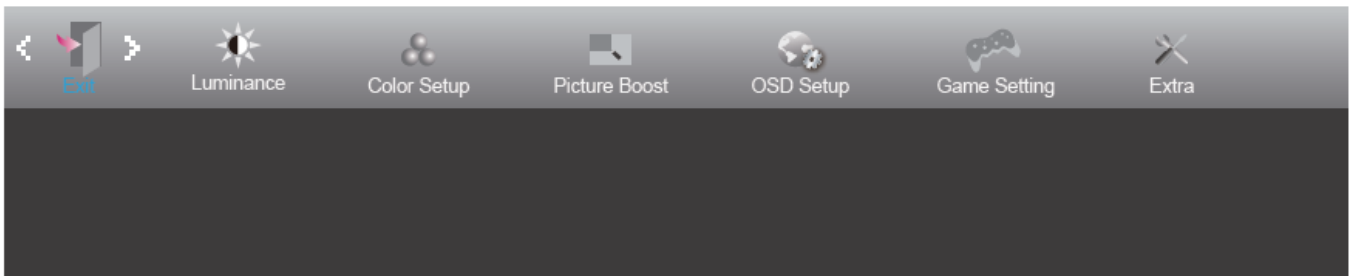 Exit
Luminance
Color Setup
Picture Boost
OSD Setup
Game Setting
Extra